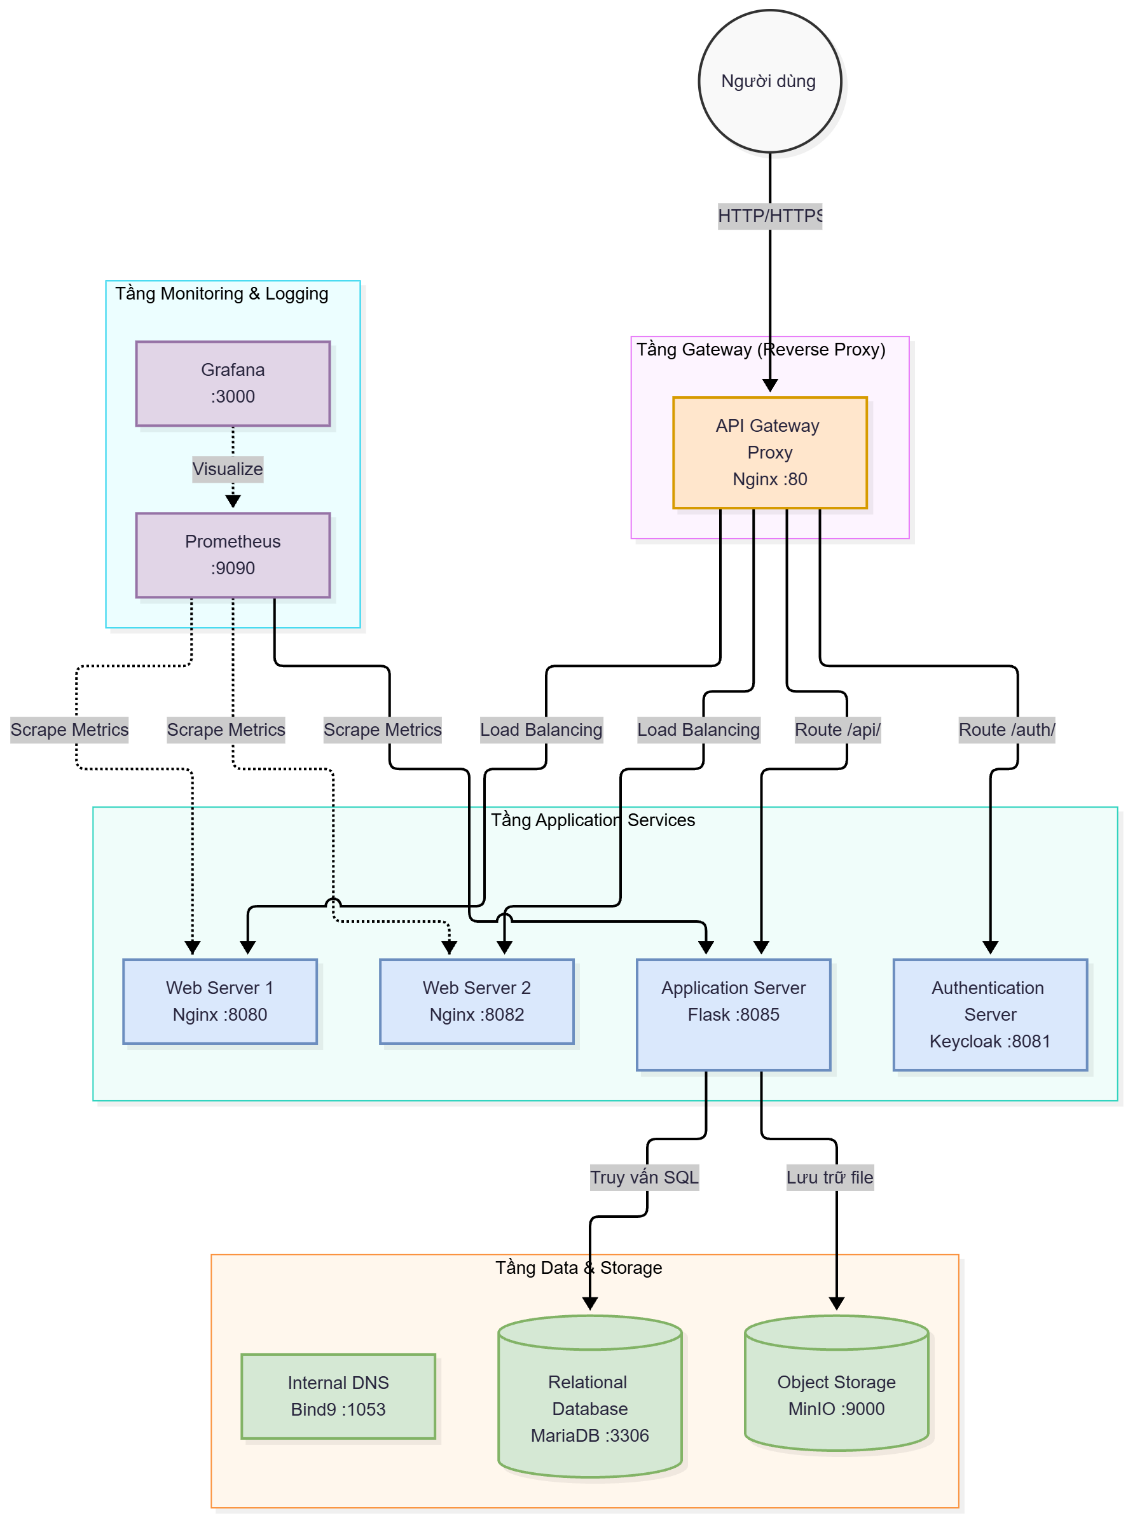 Người dùng
HTTP/HTTPS
Tầng Monitoring & Logging
Grafana
:3000
Visualize
Prometheus
:9090
Tầng Gateway (Reverse Proxy)
API Gateway
Proxy
Nginx :80
Scrape Metrics
Scrape Metrics
Scrape Metrics
Load Balancing
Load Balancing
Route /api/
Route /auth/
Tầng Application Services
Web Server 1
Nginx :8080
Web Server 2
Nginx :8082
Application Server
Flask :8085
Authentication
Server
Keycloak :8081
Truy vấn SQL
Lưu trữ file
Tầng Data & Storage
Internal DNS
Bind9 :1053
Relational
Database
MariaDB :3306
Object Storage
MinIO :9000